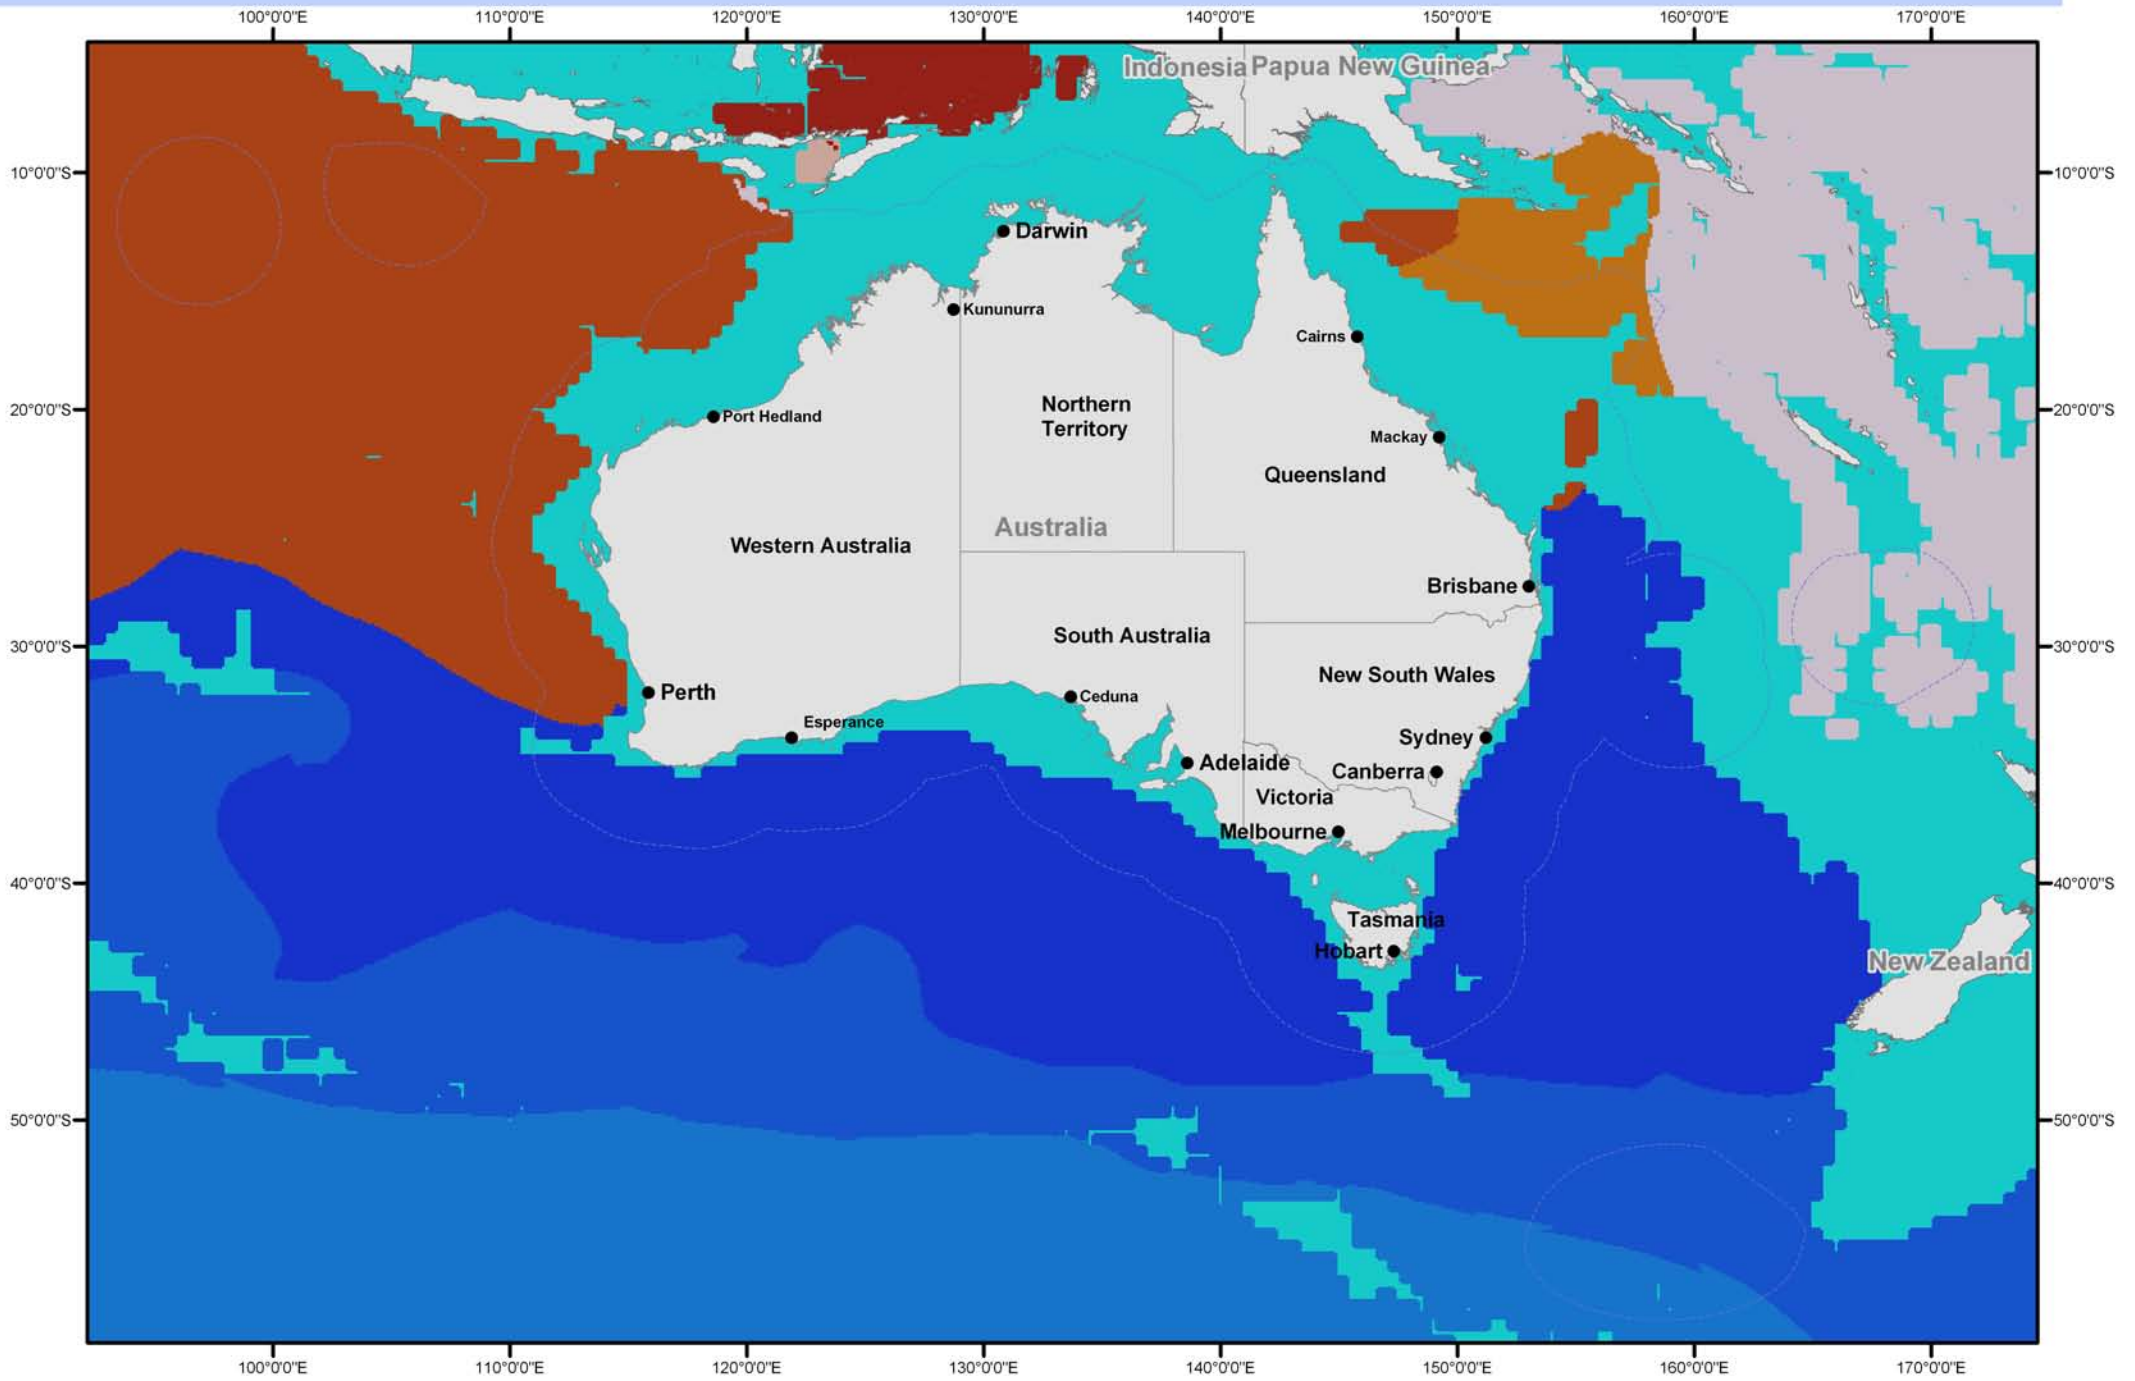 100°0'0"E 110°0'0"E 120°0'0"E 130°0'0"E 140°0'0"E 150°0'0"E 160°0'0"E 170°0'0"E
Indonesia Papua New Guinea
10°0'0"S 10°0'0"S
Darwin
Kununurra
Cairns
20°0'0"S 20°0'0"S
Northern
Territory
Port Hedland
Mackay
Queensland
Australia
Western Australia
Brisbane
South Australia
30°0'0"S 30°0'0"S
New South Wales
Perth
Ceduna
Esperance
Sydney
Adelaide
Canberra
Victoria
Melbourne
40°0'0"S 40°0'0"S
Tasmania
Hobart
New Zealand
50°0'0"S 50°0'0"S
100°0'0"E 110°0'0"E 120°0'0"E 130°0'0"E 140°0'0"E 150°0'0"E 160°0'0"E 170°0'0"E